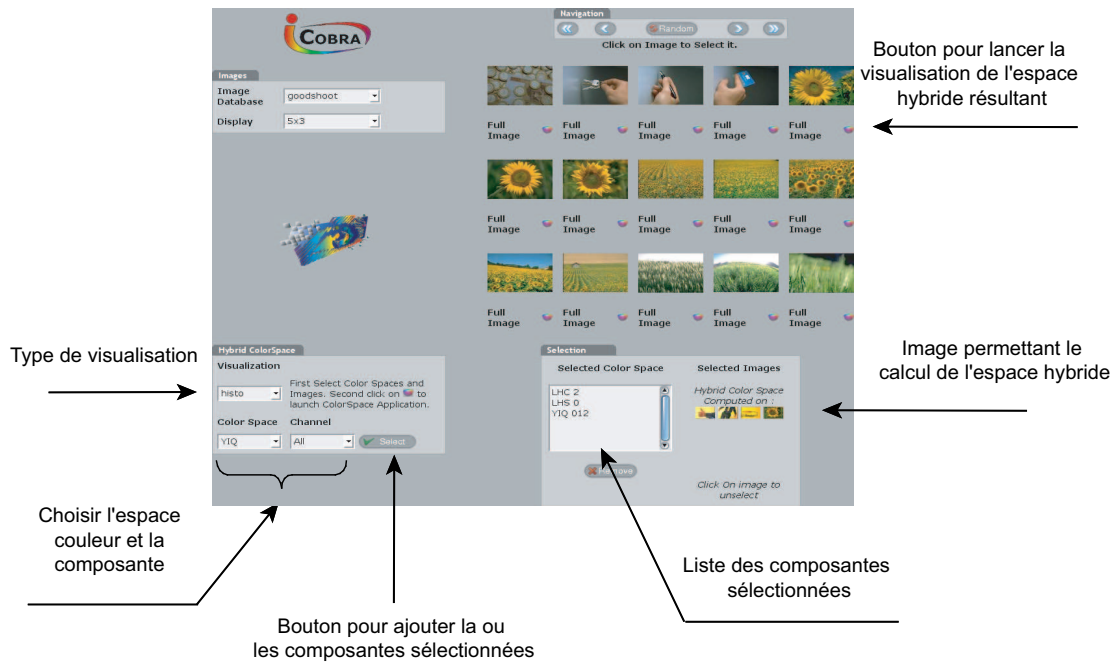 COBRA
Navigation
Random
Click on Image to Select it.
Images
Image
Database
goodshoot
Display
5x3
Full
Image
Full
Image
Full
Image
Full
Image
Full
Image
Full
Image
Full
Image
Full
Image
Full
Image
Full
Image
Full
Image
Full
Image
Full
Image
Full
Image
Full
Image
Bouton pour lancer la
visualisation de l'espace
hybride résultant
Type de visualisation
Hybrid ColorSpace
Visualization
histo
First Select Color Spaces and
Images. Second click on to
launch ColorSpace Application.
Color Space Channel
YIQ
All
Select
Selection
Selected Color Space
LHC 2
LHS 0
YIQ 012
Remove
Selected Images
Hybrid Color Space
Computed on :
Click On image to
unselect
Image permettant le
calcul de l'espace hybride
Choisir l'espace
couleur et la
composante
Bouton pour ajouter la ou
les composantes sélectionnées
Liste des composantes
sélectionnées